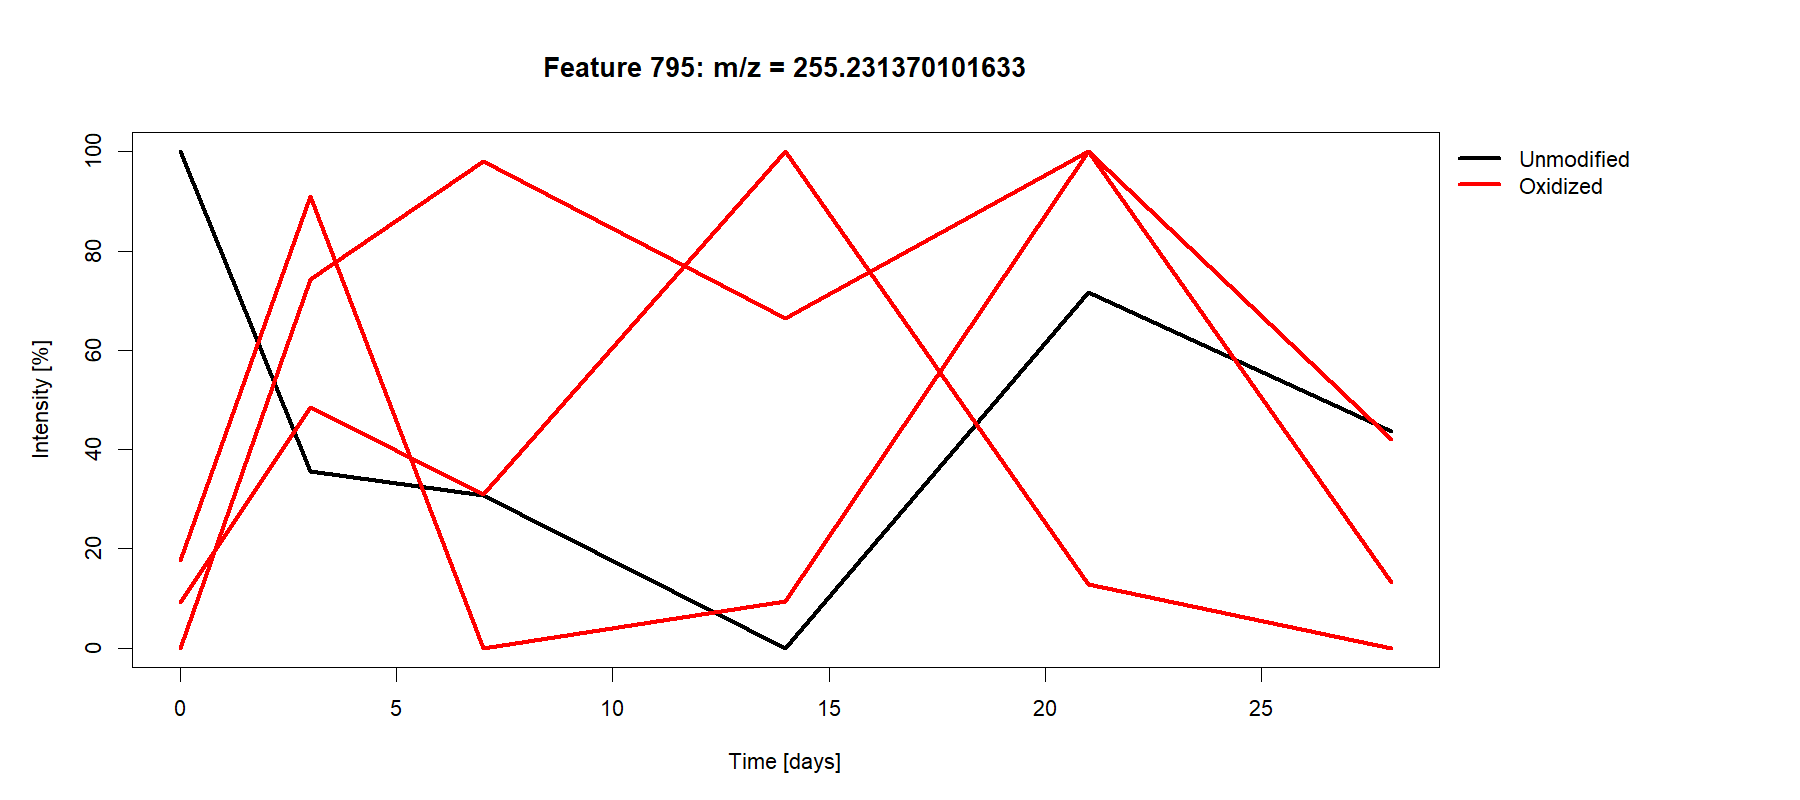 Feature 795: m/z = 255.231370101633
Unmodified
Oxidized
Intensity [%]
100
80
60
40
20
0
0 5 10 15 20 25
Time [days]